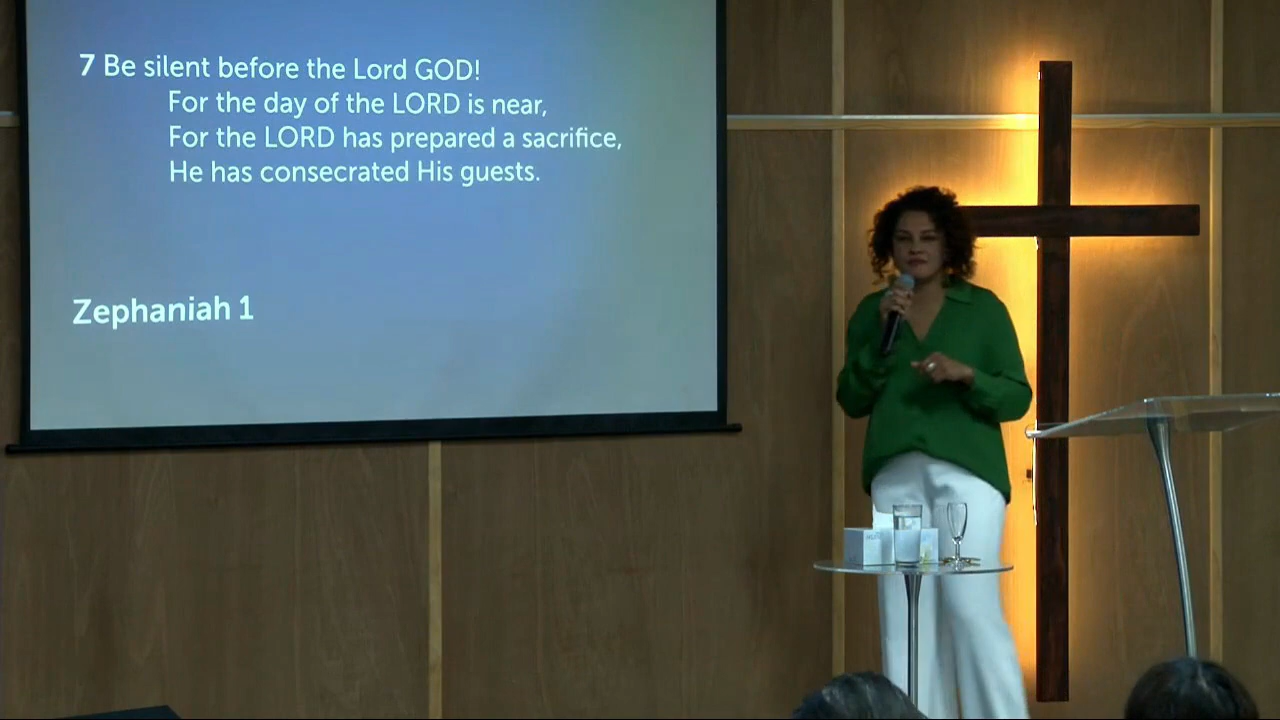 7 Be silent before the Lord GOD!
For the day of the LORD is near,
For the LORD has prepared a sacrifice,
He has consecrated His guests.
Zephaniah 1